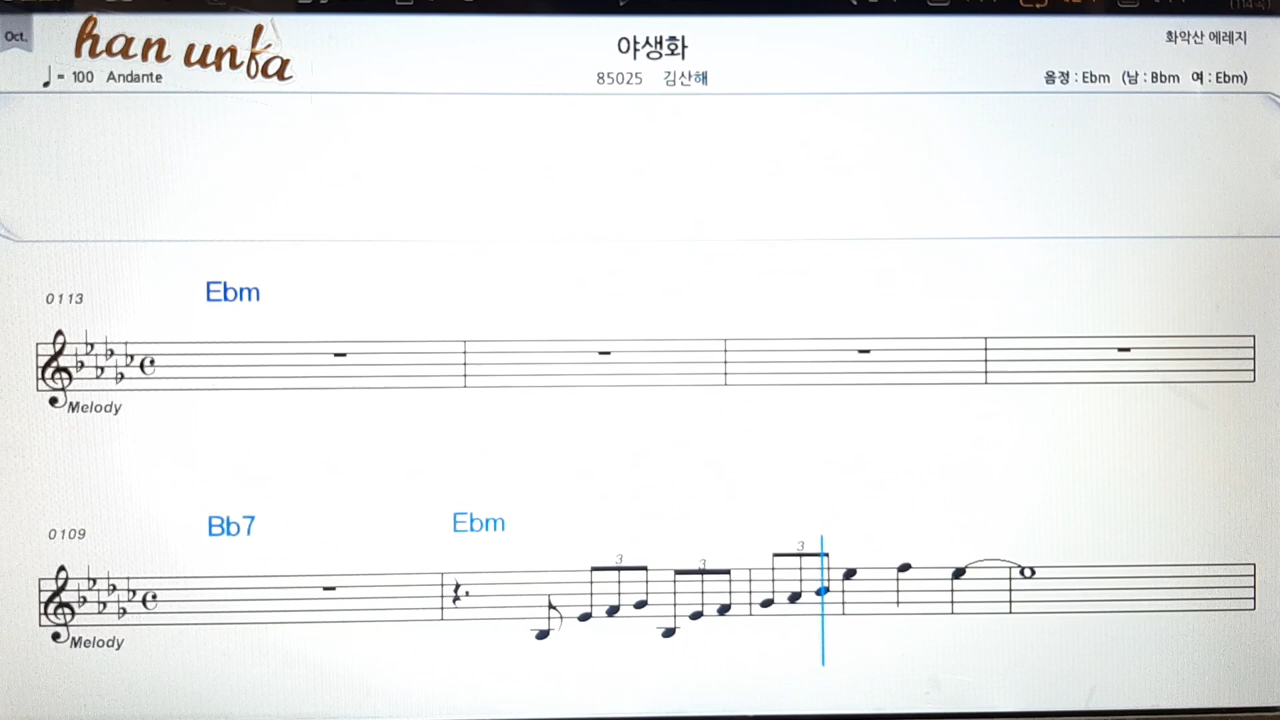 Oct.
han unfa
야생화
화악산 에레지
= 100 Andante
85025 김산해
음정 : Ebm (남 : Bbm 여 : Ebm)
0113
Ebm
Melody
0109
Bb7
Ebm
3
3
3
Melody